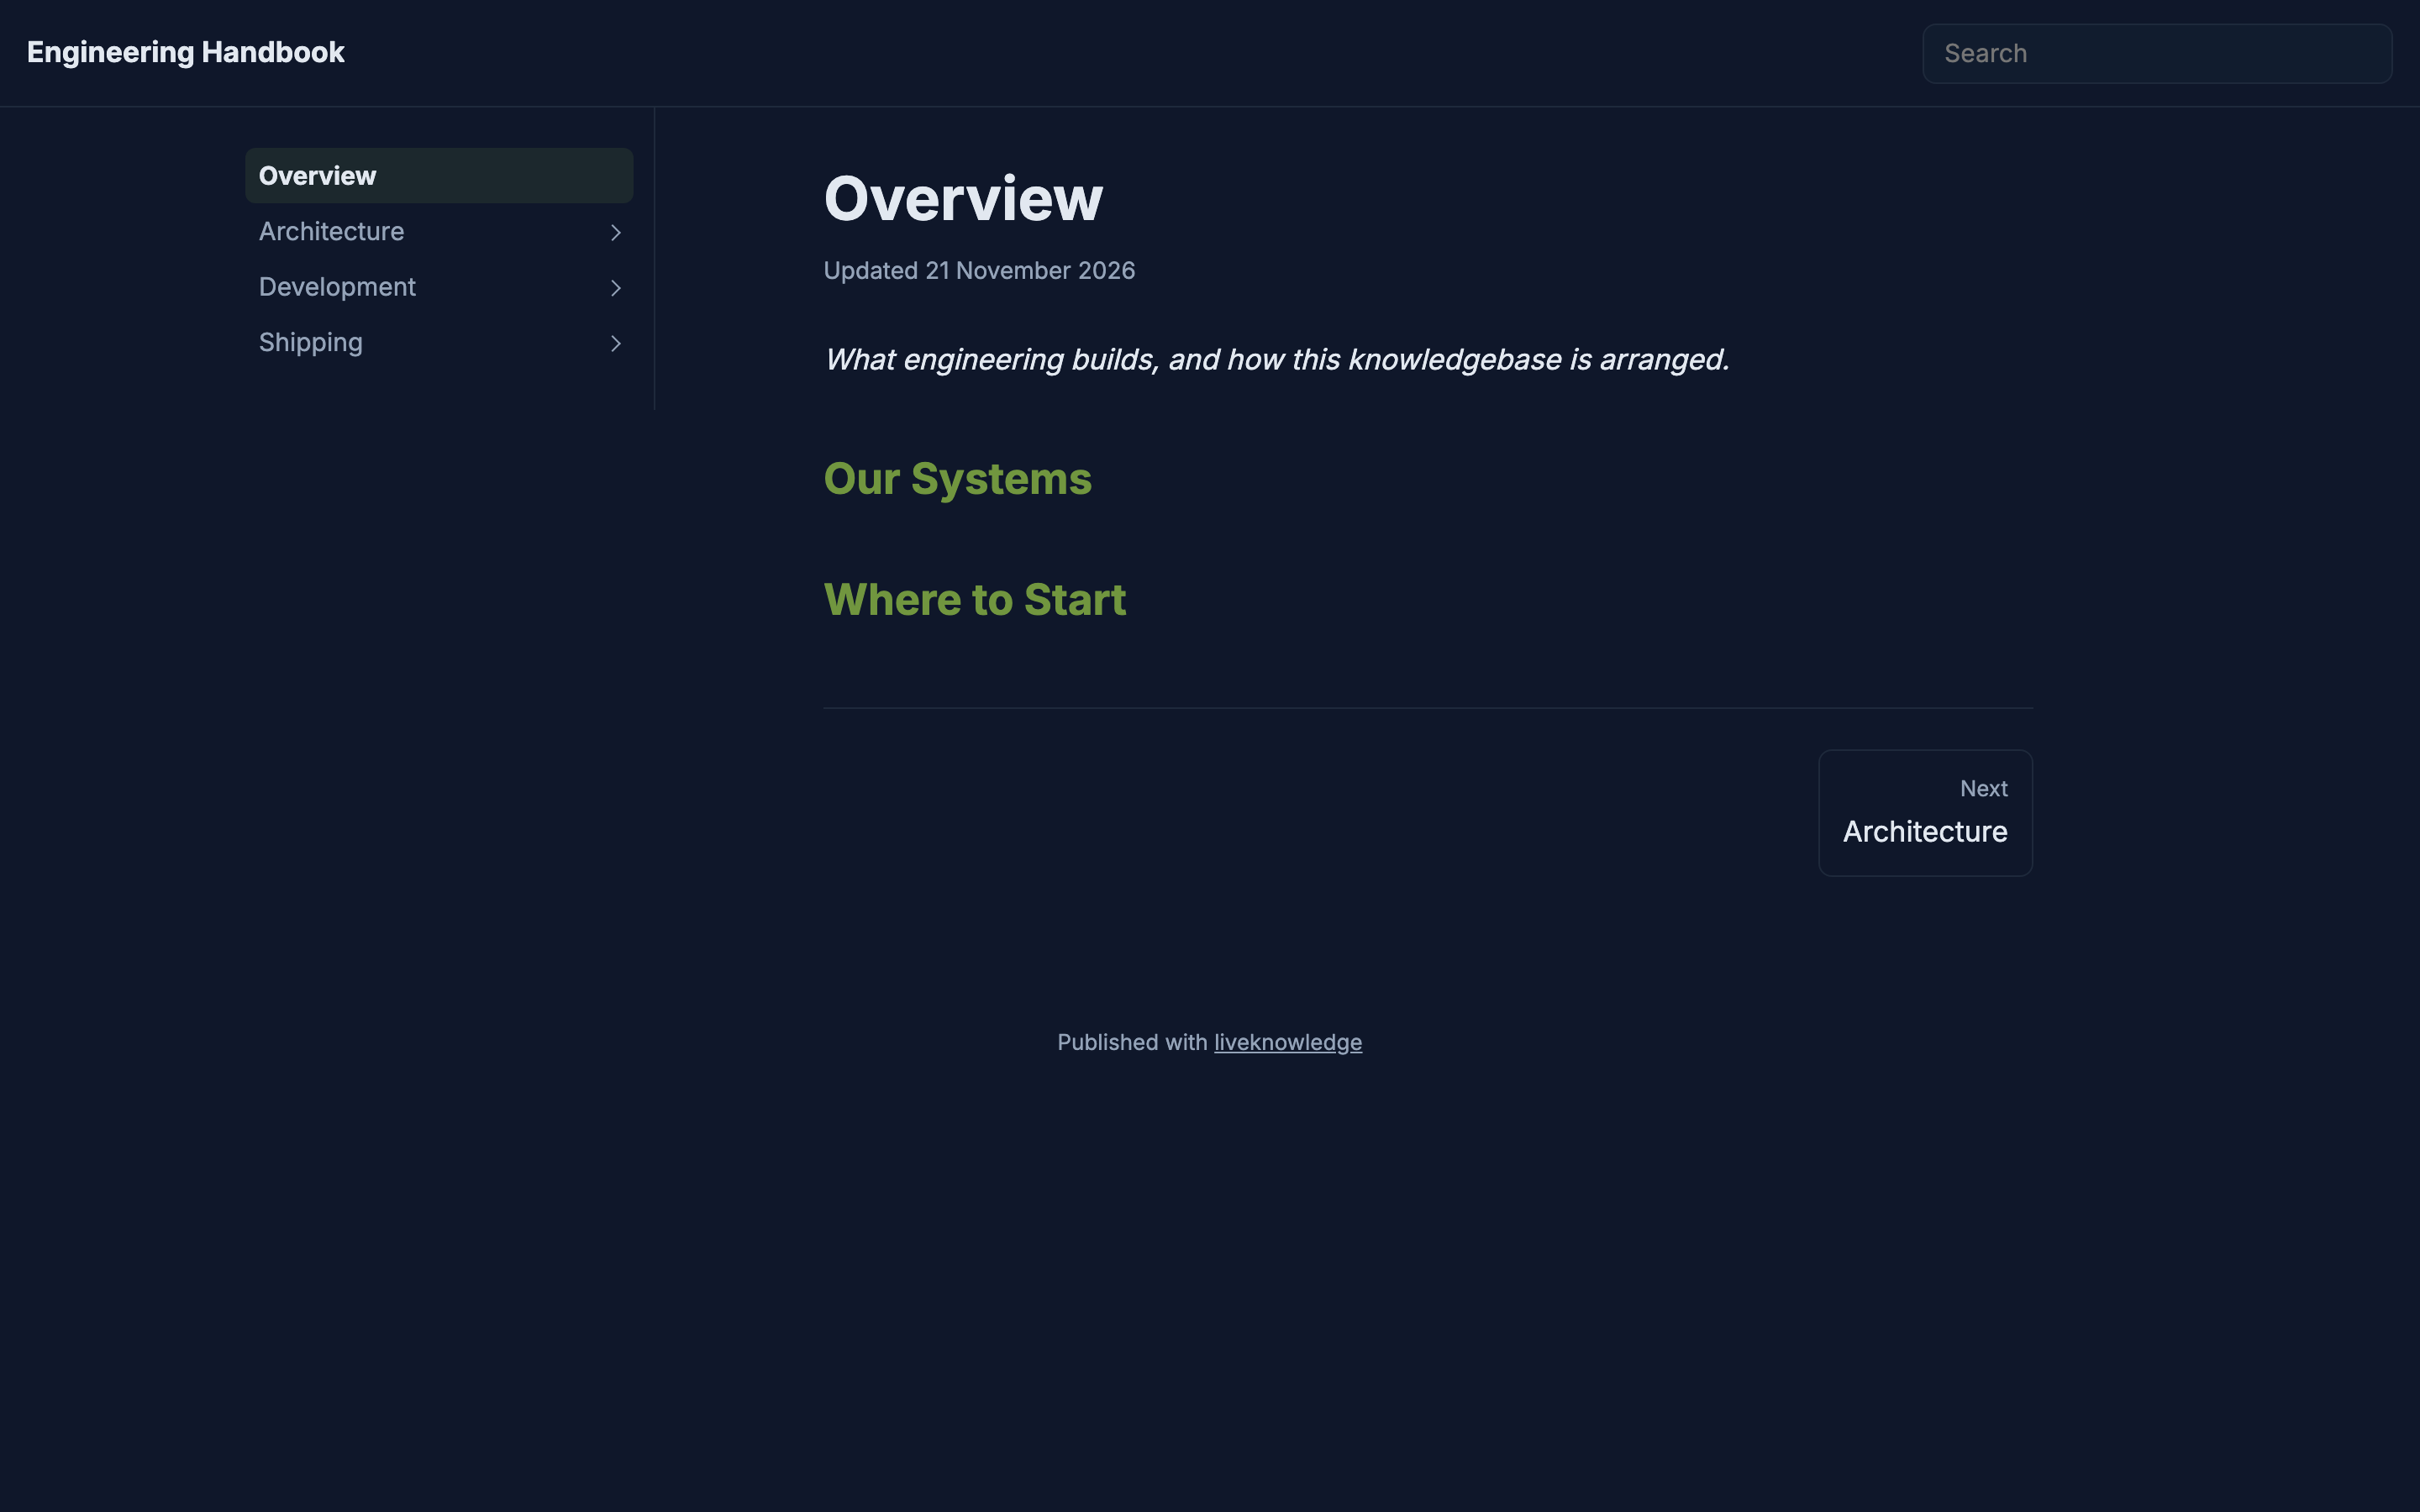 Engineering Handbook
Search
Overview
Architecture
Development
Shipping
Overview
Updated 21 November 2026
What engineering builds, and how this knowledgebase is arranged.
Our Systems
Where to Start
Next
Architecture
Published with liveknowledge